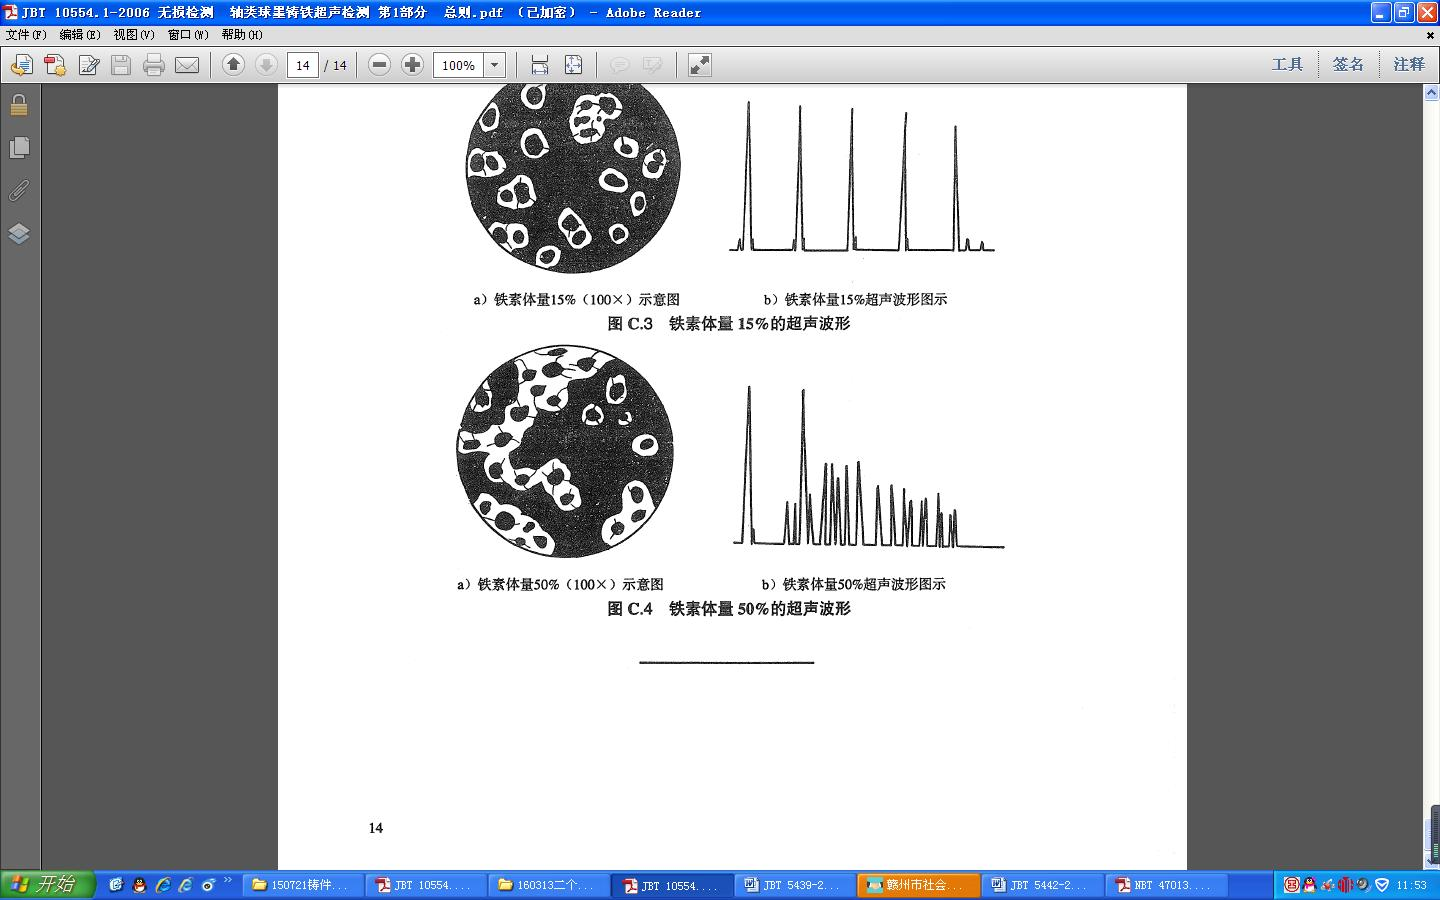 JBT 10554.1-2006 无损检测 轴类球墨铸铁超声检测 第1部分 总则.pdf （已加密） - Adobe Reader
文件(F) 编辑(E) 视图(V) 窗口(W) 帮助(H)
14 / 14 100% 工具 签名 注释
a）铁素体量15%（100×）示意图 b）铁素体量15%超声波形图示
图 C.3 铁素体量 15%的超声波形
a）铁素体量50%（100×）示意图 b）铁素体量50%超声波形图示
图 C.4 铁素体量 50%的超声波形
14
开始 150721铸件... JBT 10554.... 160313二个... JBT 10554.... JBT 5439-2... 赣州市社会... JBT 5442-2... NBT 47013.... 11:53